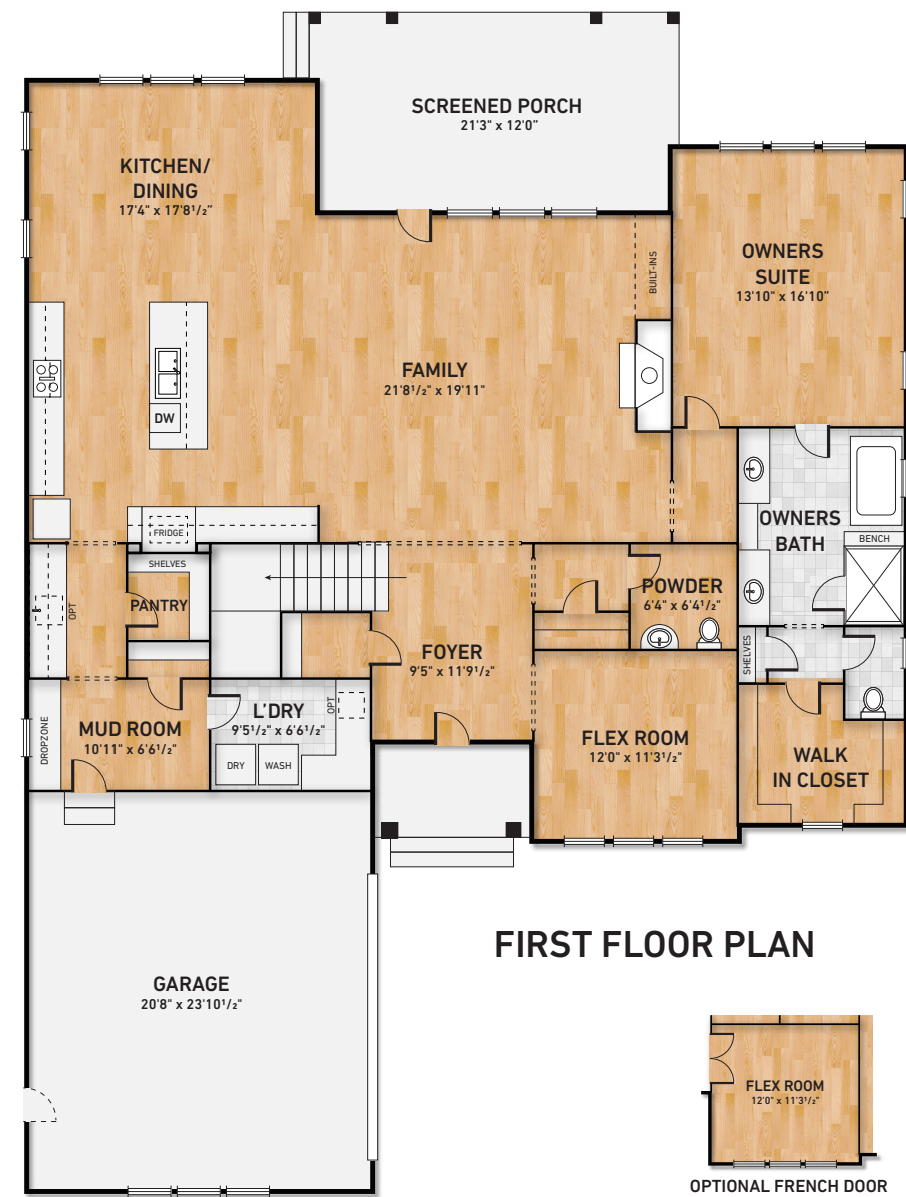 SCREENED PORCH
21'3" x 12'0"
KITCHEN/
DINING
17'4" x 17'8½"
OWNERS
SUITE
13'10" x 16'10"
BUILT-INS
FAMILY
21'8½" x 19'11"
DW
FRIDGE
OWNERS
BATH
BENCH
SHELVES
PANTRY
OPT
POWDER
6'4" x 6'4½"
FOYER
9'5" x 11'9½"
SHELVES
MUD ROOM
10'11" x 6'6½"
DROPZONE
L'DRY
9'5½" x 6'6½"
OPT
DRY
WASH
FLEX ROOM
12'0" x 11'3½"
WALK
IN CLOSET
FIRST FLOOR PLAN
GARAGE
20'8" x 23'10½"
FLEX ROOM
12'0" x 11'3½"
OPTIONAL FRENCH DOOR